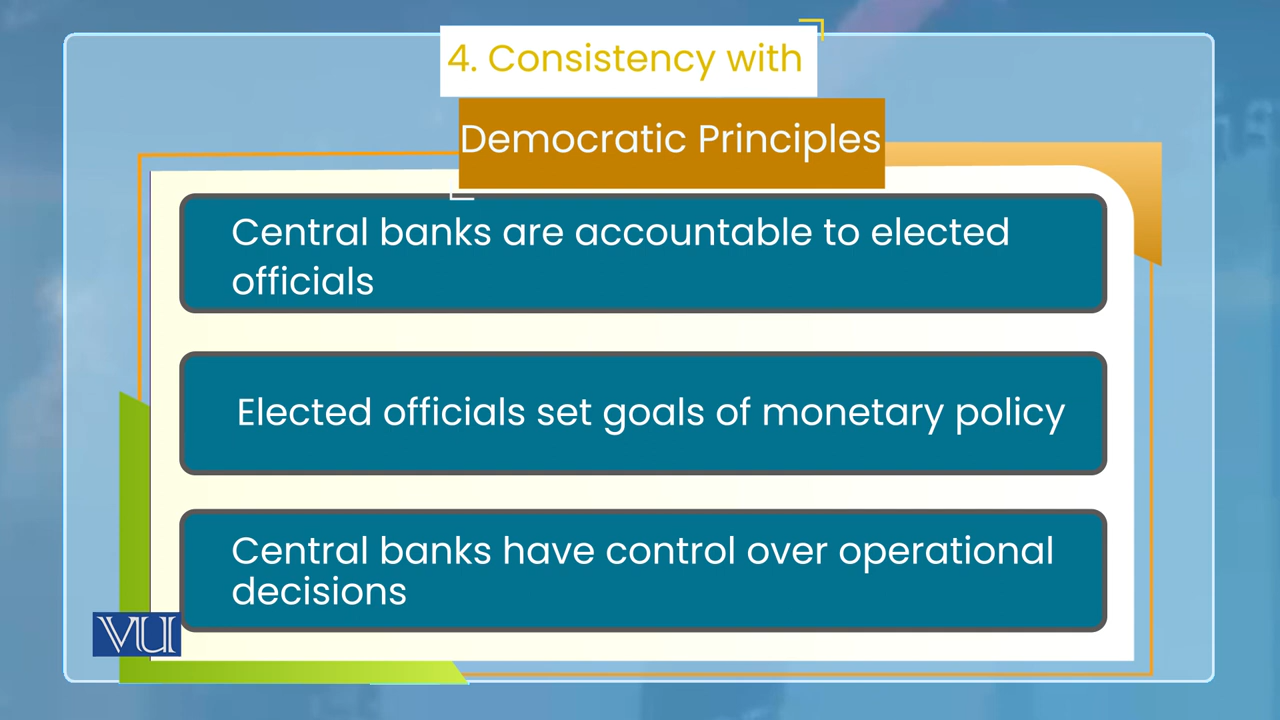 4. Consistency with
Democratic Principles
Central banks are accountable to elected
officials
Elected officials set goals of monetary policy
Central banks have control over operational
decisions
VU